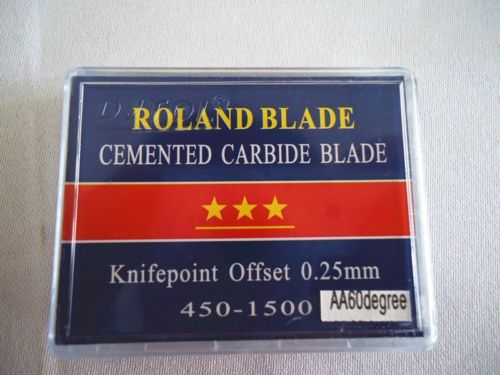 ROLAND BLADE
CEMENTED CARBIDE BLADE
Knifepoint Offset 0.25mm
450-1500 AA60degree